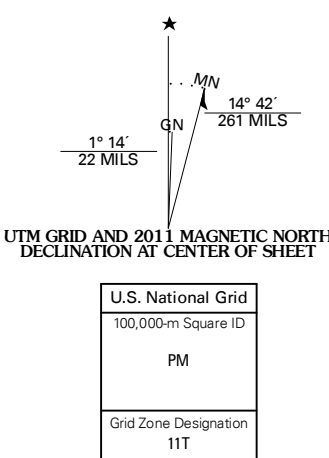 MN
14° 42´
261 MILS
GN
1° 14´
22 MILS
UTM GRID AND 2011 MAGNETIC NORTH
DECLINATION AT CENTER OF SHEET
U.S. National Grid
100,000-m Square ID
PM
Grid Zone Designation
11T